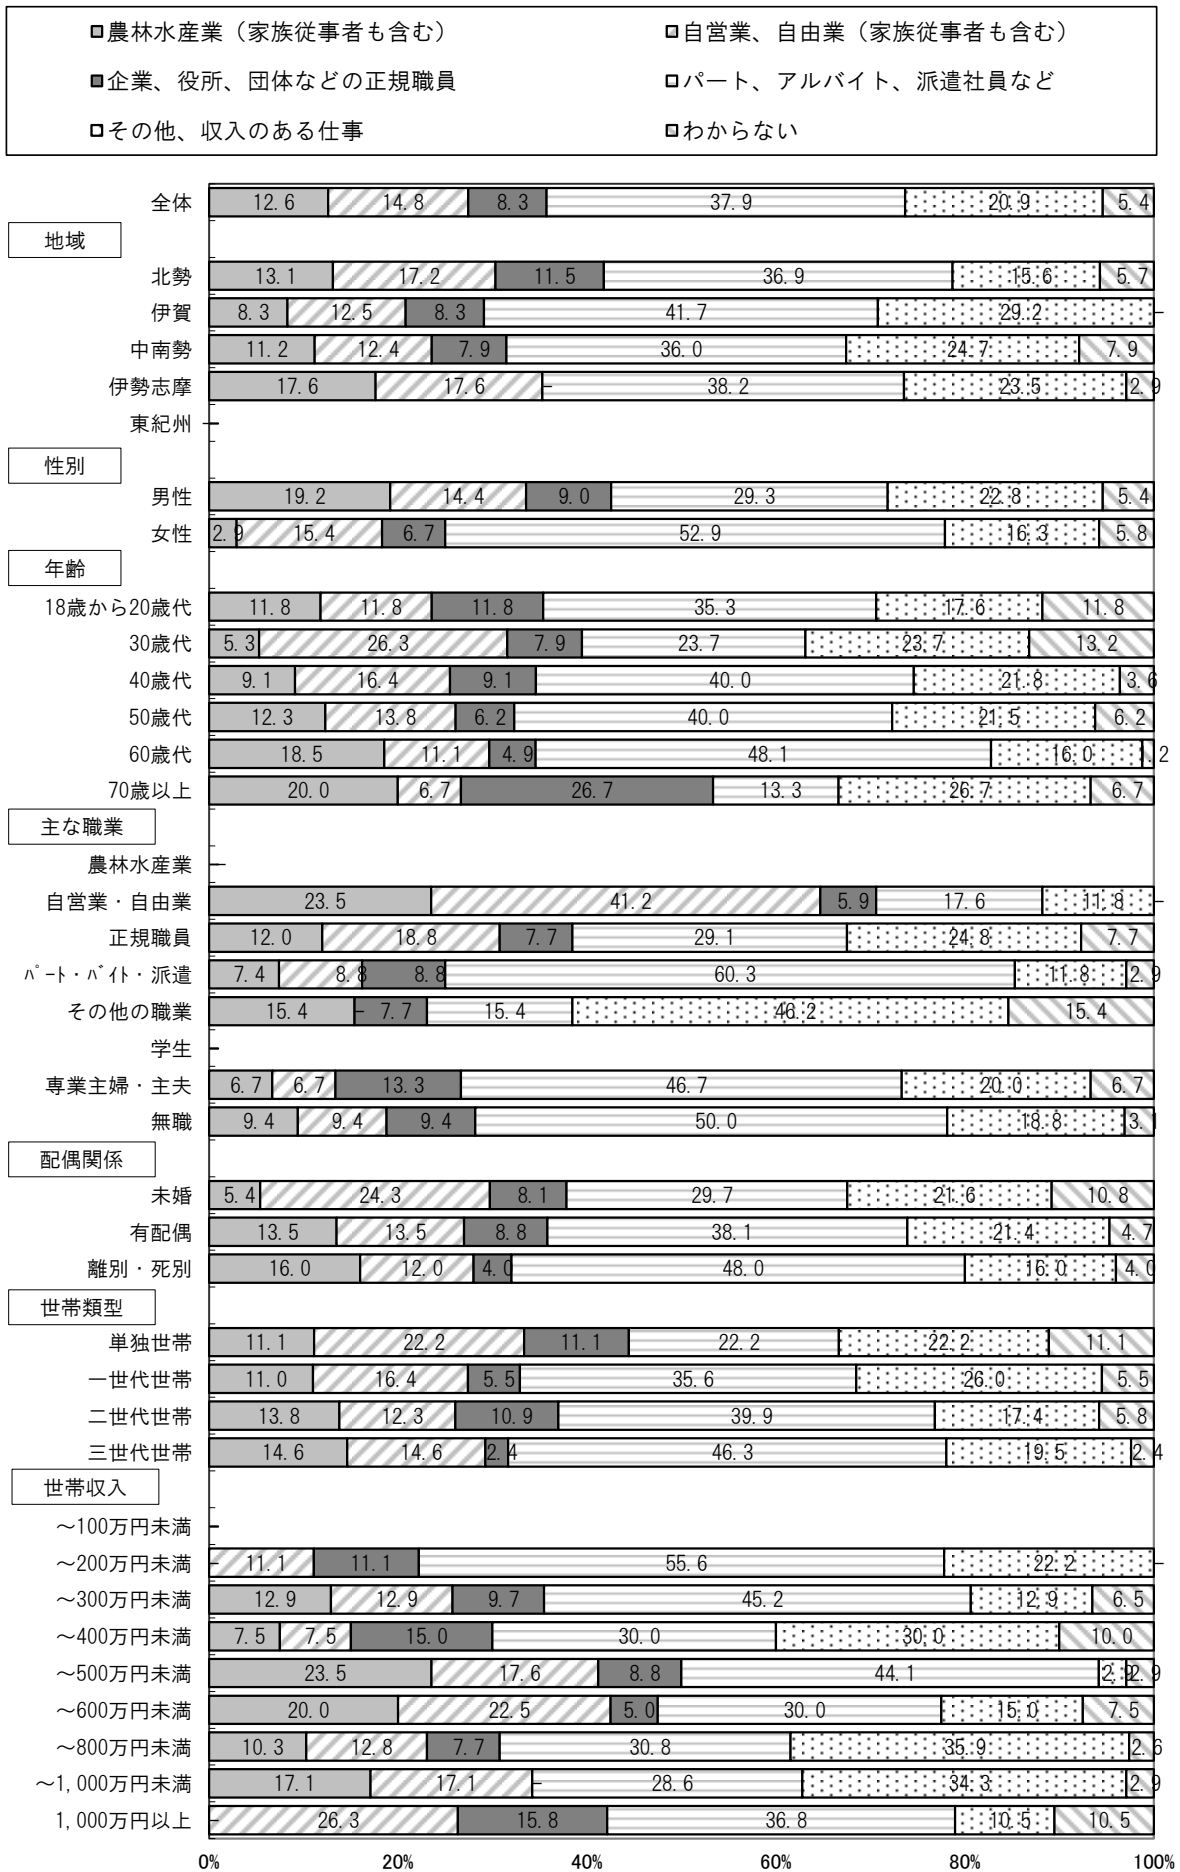 農林水産業（家族従事者も含む） 自営業、自由業（家族従事者も含む）
企業、役所、団体などの正規職員 パート、アルバイト、派遣社員など
その他、収入のある仕事 わからない
全体 12.6 14.8 8.3 37.9 20.9 5.4
地域
北勢 13.1 17.2 11.5 36.9 15.6 5.7
伊賀 8.3 12.5 8.3 41.7 29.2
中南勢 11.2 12.4 7.9 36.0 24.7 7.9
伊勢志摩 17.6 17.6 38.2 23.5 2.9
東紀州
性別
男性 19.2 14.4 9.0 29.3 22.8 5.4
女性 2.9 15.4 6.7 52.9 16.3 5.8
年齢
18歳から20歳代 11.8 11.8 11.8 35.3 17.6 11.8
30歳代 5.3 26.3 7.9 23.7 23.7 13.2
40歳代 9.1 16.4 9.1 40.0 21.8 3.6
50歳代 12.3 13.8 6.2 40.0 21.5 6.2
60歳代 18.5 11.1 4.9 48.1 16.0 .2
70歳以上 20.0 6.7 26.7 13.3 26.7 6.7
主な職業
農林水産業
自営業・自由業 23.5 41.2 5.9 17.6 11.8
正規職員 12.0 18.8 7.7 29.1 24.8 7.7
ﾊﾟｰﾄ・ﾊﾞｲﾄ・派遣 7.4 8.8 8.8 60.3 11.8 2.9
その他の職業 15.4 7.7 15.4 46.2 15.4
学生
専業主婦・主夫 6.7 6.7 13.3 46.7 20.0 6.7
無職 9.4 9.4 9.4 50.0 18.8 3.1
配偶関係
未婚 5.4 24.3 8.1 29.7 21.6 10.8
有配偶 13.5 13.5 8.8 38.1 21.4 4.7
離別・死別 16.0 12.0 4.0 48.0 16.0 4.0
世帯類型
単独世帯 11.1 22.2 11.1 22.2 22.2 11.1
一世代世帯 11.0 16.4 5.5 35.6 26.0 5.5
二世代世帯 13.8 12.3 10.9 39.9 17.4 5.8
三世代世帯 14.6 14.6 2.4 46.3 19.5 2.4
世帯収入
～100万円未満
～200万円未満 11.1 11.1 55.6 22.2
～300万円未満 12.9 12.9 9.7 45.2 12.9 6.5
～400万円未満 7.5 7.5 15.0 30.0 30.0 10.0
～500万円未満 23.5 17.6 8.8 44.1 2.9 2.9
～600万円未満 20.0 22.5 5.0 30.0 15.0 7.5
～800万円未満 10.3 12.8 7.7 30.8 35.9 2.6
～1,000万円未満 17.1 17.1 28.6 34.3 2.9
1,000万円以上 26.3 15.8 36.8 10.5 10.5
0% 20% 40% 60% 80% 100%